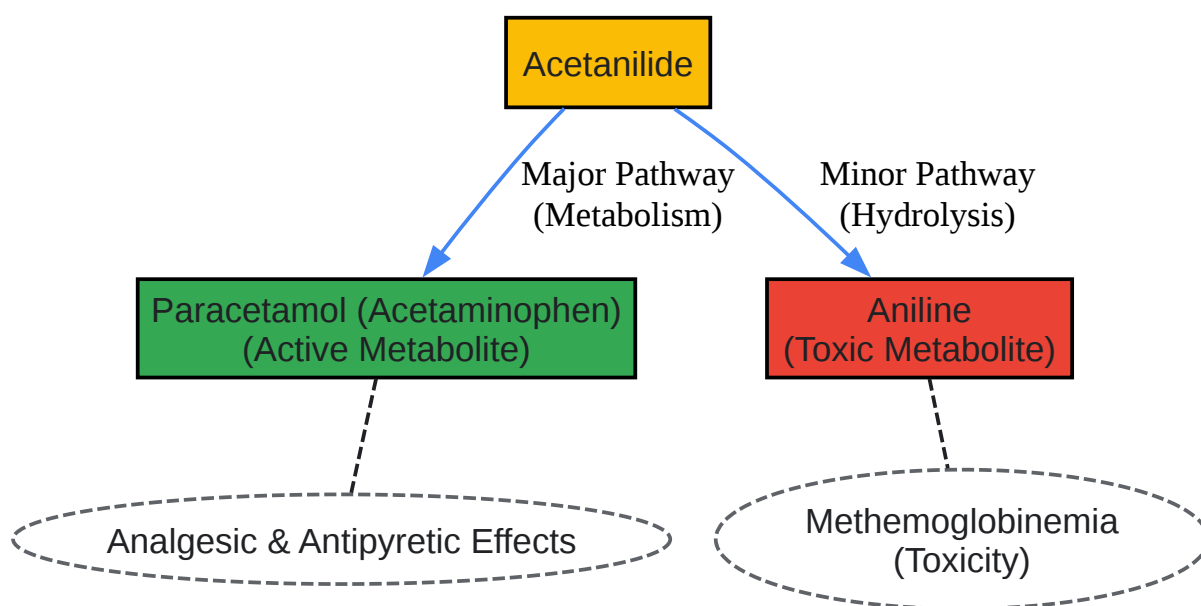 Acetanilide
Major Pathway
(Metabolism)
Minor Pathway
(Hydrolysis)
Paracetamol (Acetaminophen)
(Active Metabolite)
Aniline
(Toxic Metabolite)
Analgesic & Antipyretic Effects
Methemoglobinemia
(Toxicity)